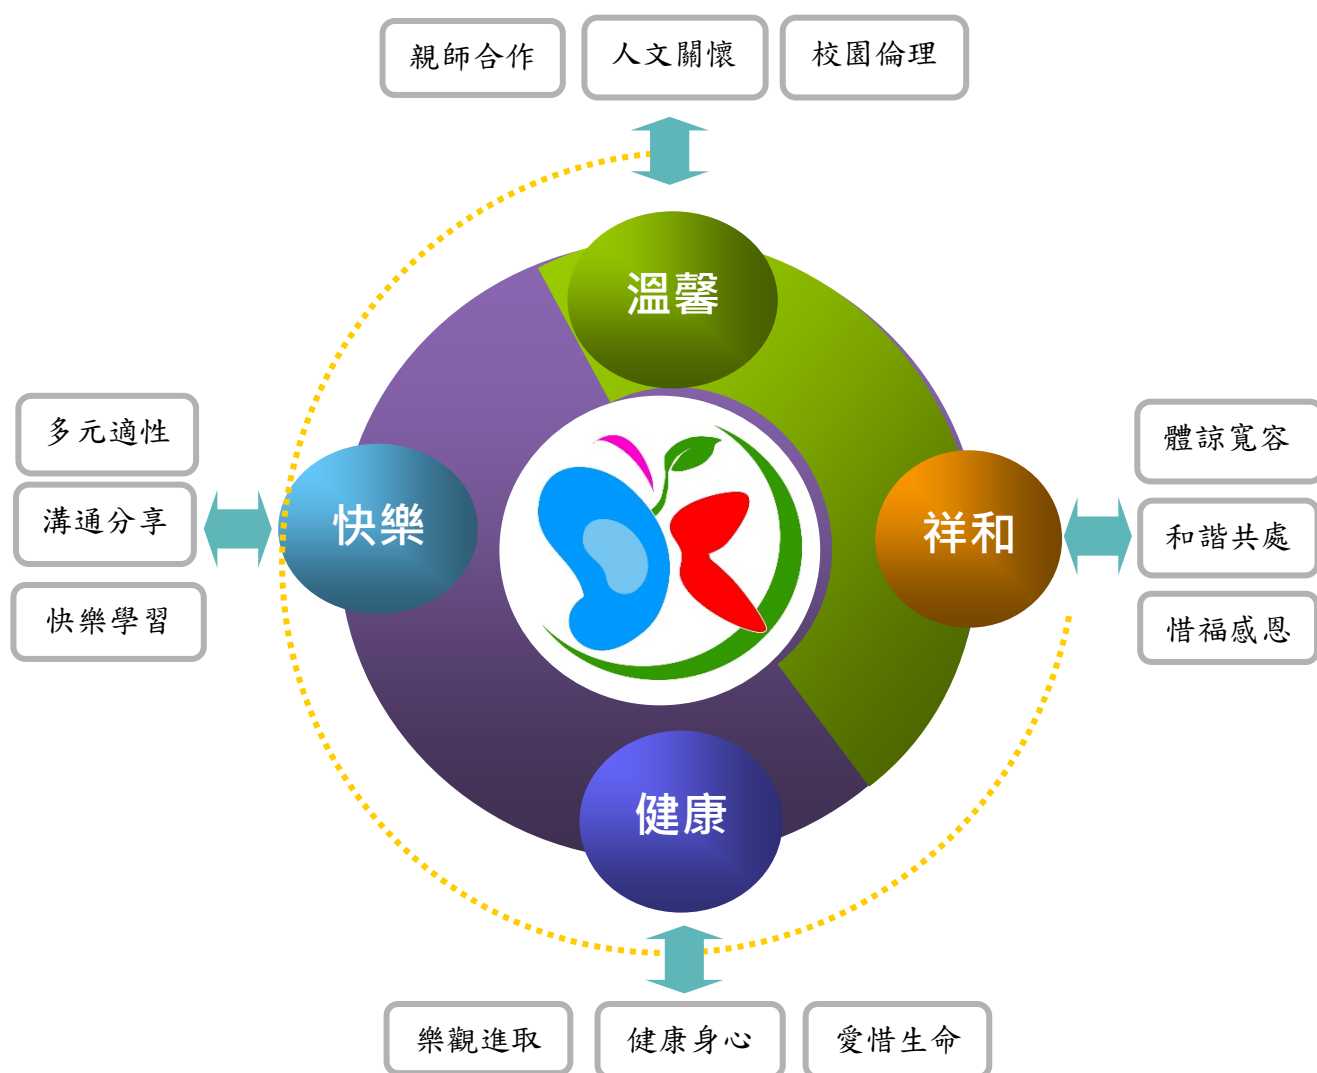 親師合作
人文關懷
校園倫理
溫馨
多元適性
溝通分享
快樂學習
快樂
祥和
體諒寬容
和諧共處
惜福感恩
健康
樂觀進取
健康身心
愛惜生命